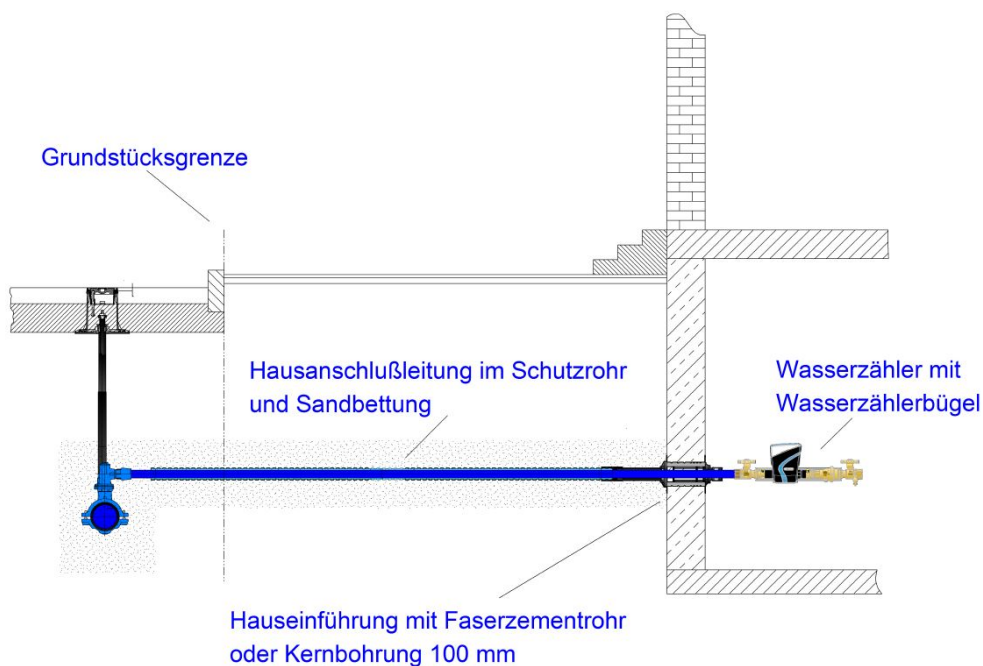 Grundstücksgrenze
Hausanschlußleitung im Schutzrohr
und Sandbettung
Wasserzähler mit
Wasserzählerbügel
Hauseinführung mit Faserzementrohr
oder Kernbohrung 100 mm